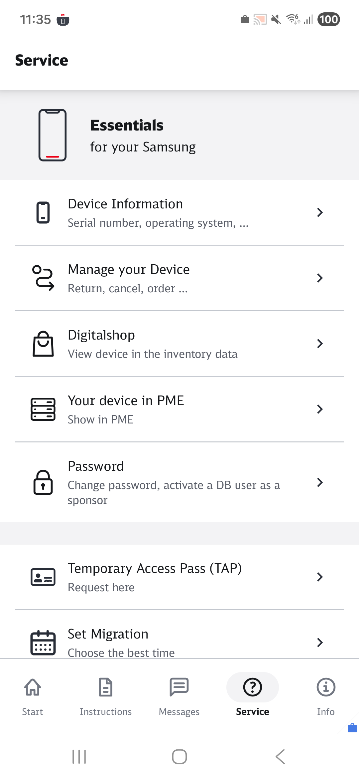 11:35
100
Service
Essentials
for your Samsung
Device Information
Serial number, operating system, ...
Manage your Device
Return, cancel, order ...
Digitalshop
View device in the inventory data
Your device in PME
Show in PME
Password
Change password, activate a DB user as a
sponsor
Temporary Access Pass (TAP)
Request here
Set Migration
Choose the best time
Start
Instructions
Messages
Service
Info